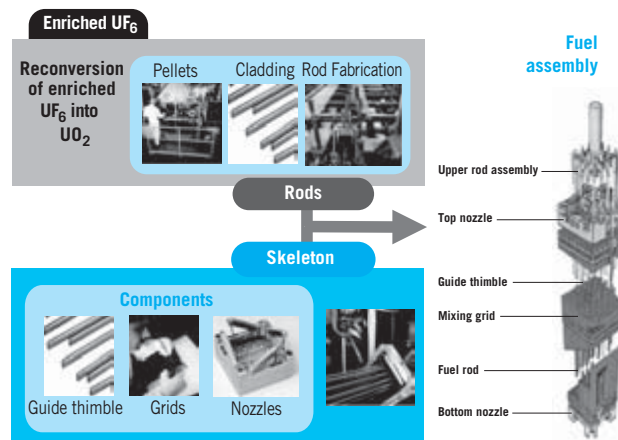 Enriched UF₆
Reconversion
of enriched
UF₆ into
UO₂
Pellets
Cladding
Rod Fabrication
Rods
Skeleton
Components
Guide thimble
Grids
Nozzles
Fuel
assembly
Upper rod assembly
Top nozzle
Guide thimble
Mixing grid
Fuel rod
Bottom nozzle